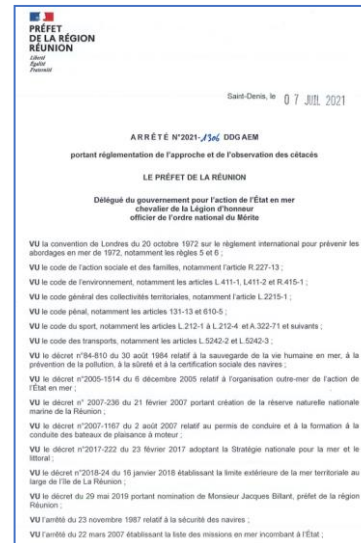 PRÉFET
DE LA RÉGION
RÉUNION
Liberté
Égalité
Fraternité
Saint-Denis, le 0 7 JUIL 2021
ARRÊTÉ N°2021-1306 DDG AEM
portant réglementation de l'approche et de l'observation des cétacés
LE PRÉFET DE LA RÉUNION
Délégué du gouvernement pour l'action de l'État en mer
chevalier de la Légion d'honneur
officier de l'ordre national du Mérite
VU la convention de Londres du 20 octobre 1972 sur le règlement international pour prévenir les
abordages en mer de 1972, notamment les règles 5 et 6 ;
VU le code de l'action sociale et des familles, notamment l'article R.227-13 ;
VU le code de l'environnement, notamment les articles L.411-1, L411-2 et R.415-1 ;
VU le code général des collectivités territoriales, notamment l'article L.2215-1 ;
VU le code pénal, notamment les articles 131-13 et 610-5 ;
VU le code du sport, notamment les articles L.212-1 à L.212-4 et A.322-71 et suivants ;
VU le code des transports, notamment les articles L.5242-2 et L.5242-3 ;
VU le décret n°84-810 du 30 août 1984 relatif à la sauvegarde de la vie humaine en mer, à la
prévention de la pollution, à la sûreté et à la certification sociale des navires ;
VU le décret n°2005-1514 du 6 décembre 2005 relatif à l'organisation outre-mer de l'action de
l'État en mer ;
VU le décret n° 2007-236 du 21 février 2007 portant création de la réserve naturelle nationale
marine de la Réunion ;
VU le décret n°2007-1167 du 2 août 2007 relatif au permis de conduire et à la formation à la
conduite des bateaux de plaisance à moteur ;
VU le décret n°2017-222 du 23 février 2017 adoptant la Stratégie nationale pour la mer et le
littoral ;
VU le décret n°2018-24 du 16 janvier 2018 établissant la limite extérieure de la mer territoriale au
large de l'île de La Réunion ;
VU le décret du 29 mai 2019 portant nomination de Monsieur Jacques Billant, préfet de la région
Réunion ;
VU l'arrêté du 23 novembre 1987 relatif à la sécurité des navires ;
VU l'arrêté du 22 mars 2007 établissant la liste des missions en mer incombant à l'État ;